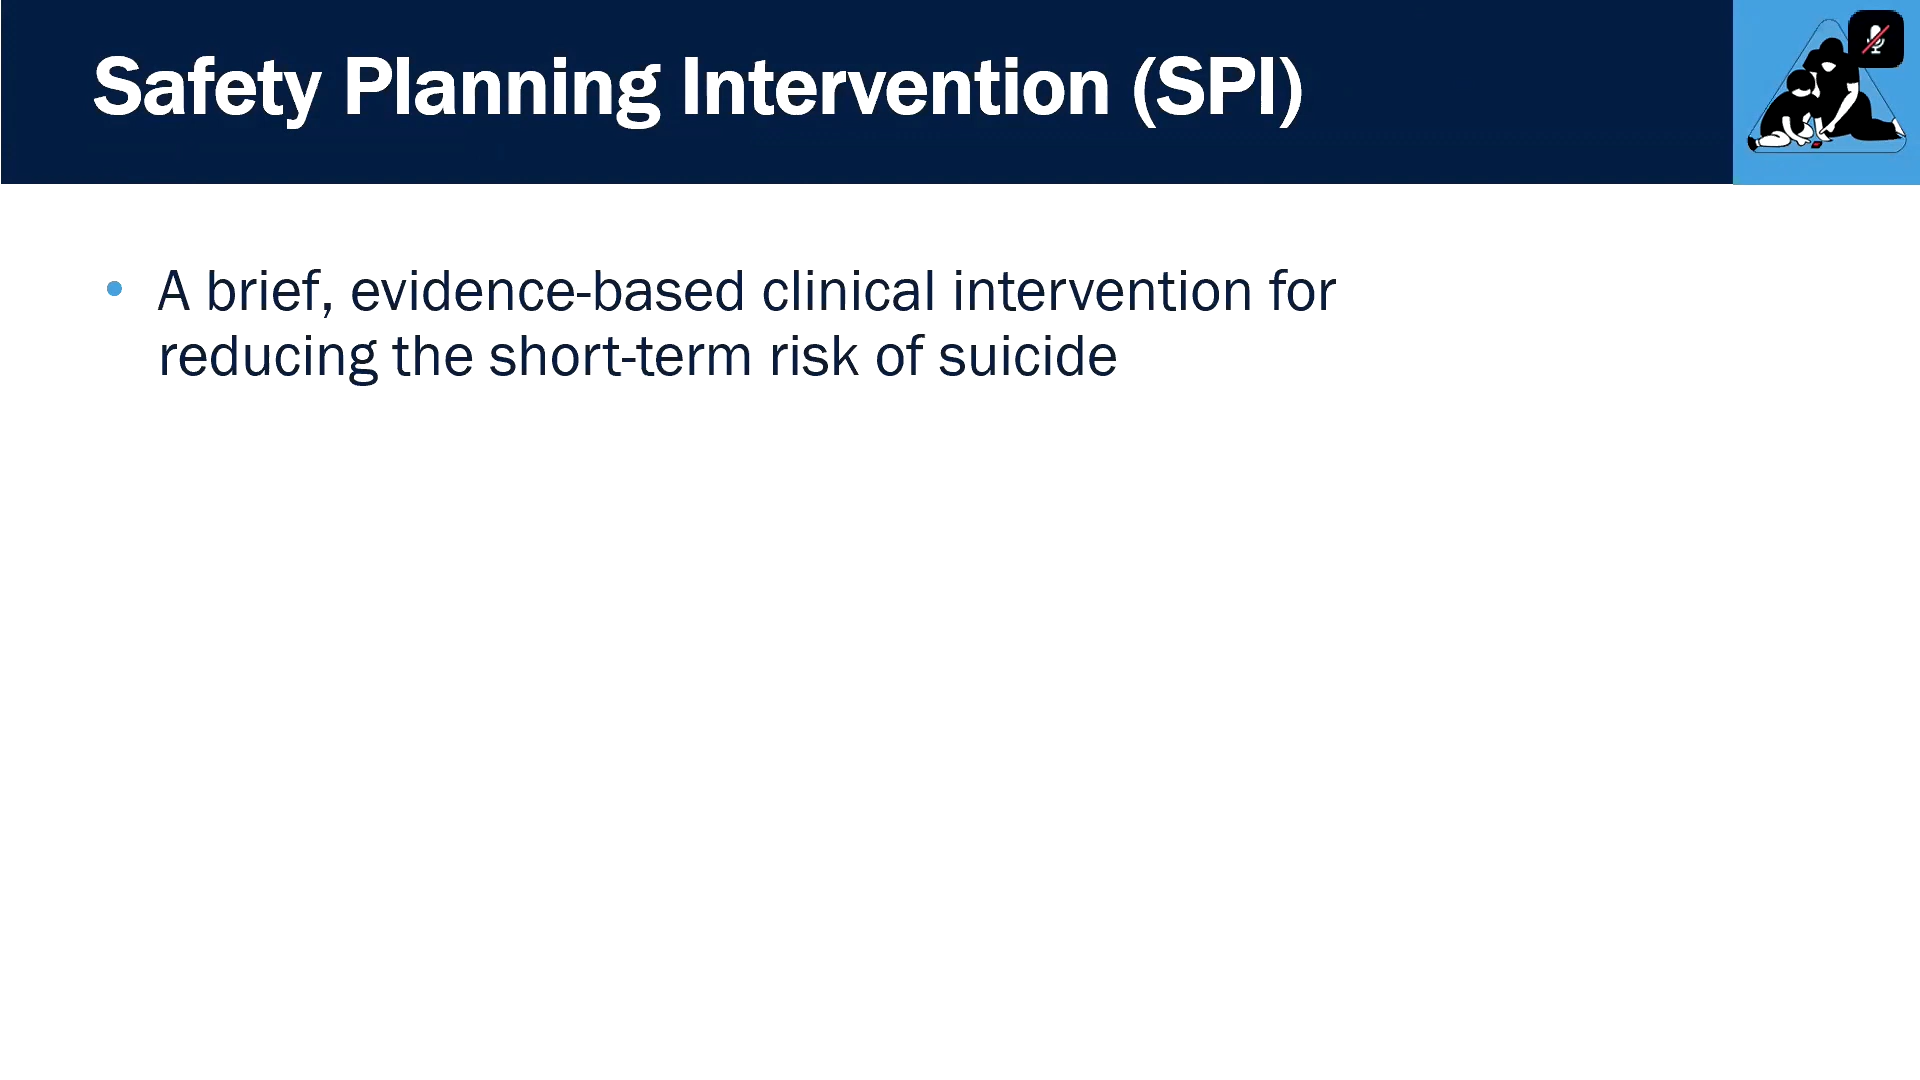 Safety Planning Intervention (SPI)
• A brief, evidence-based clinical intervention for
reducing the short-term risk of suicide